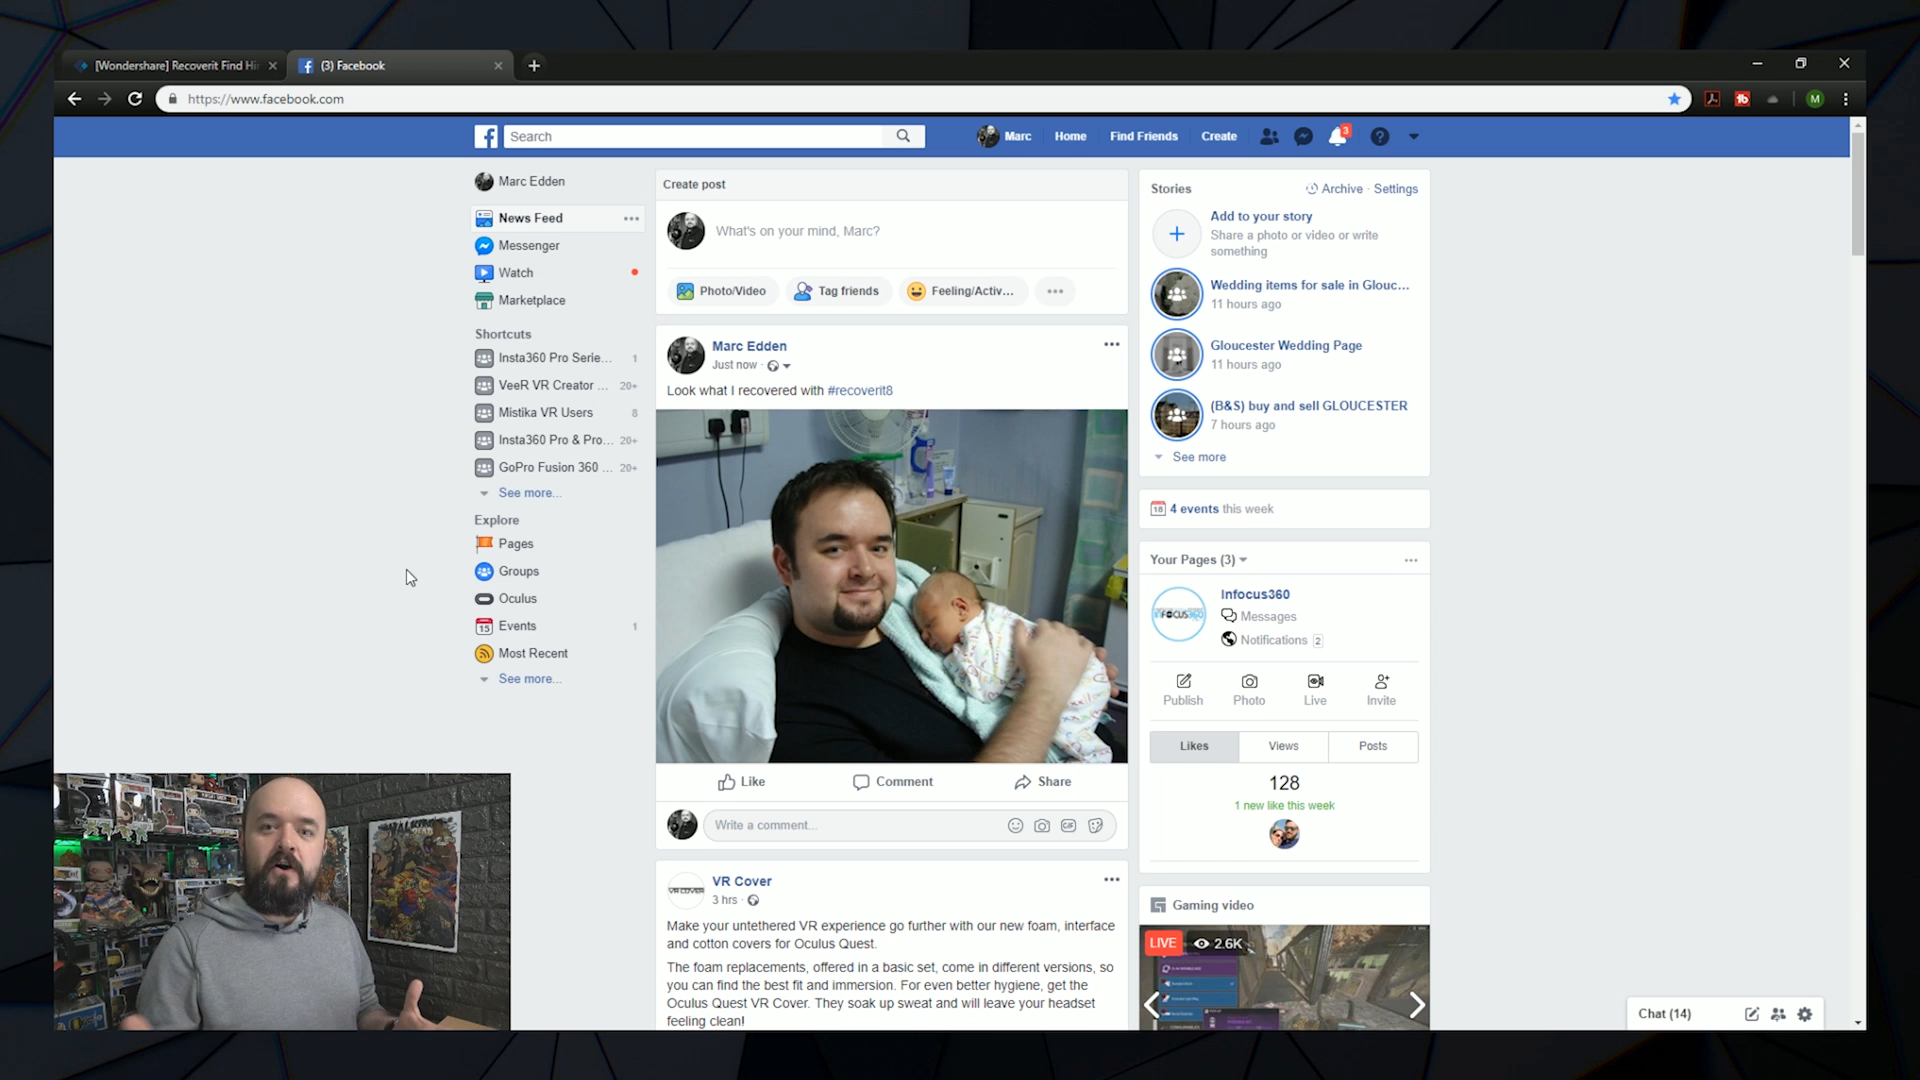 [Wondershare] Recoverit Find Hi
(3) Facebook
https://www.facebook.com
M
Search
Marc
Home
Find Friends
Create
3
Marc Edden
News Feed
Messenger
Watch
Marketplace
Shortcuts
Insta360 Pro Serie... 1
VeeR VR Creator ... 20+
Mistika VR Users 8
Insta360 Pro & Pro... 20+
GoPro Fusion 360 ... 20+
See more...
Explore
Pages
Groups
Oculus
15 Events 1
Most Recent
See more...
Create post
What's on your mind, Marc?
Photo/Video
Tag friends
Feeling/Activ...
Marc Edden
Just now
Look what I recovered with #recoverit8
Like
Comment
Share
Write a comment...
GIF
VR COVER
VR Cover
3 hrs
Make your untethered VR experience go further with our new foam, interface
and cotton covers for Oculus Quest.
The foam replacements, offered in a basic set, come in different versions, so
you can find the best fit and immersion. For even better hygiene, get the
Oculus Quest VR Cover. They soak up sweat and will leave your headset
feeling clean!
Stories
Archive · Settings
Add to your story
Share a photo or video or write
something
Wedding items for sale in Glouc...
11 hours ago
Gloucester Wedding Page
11 hours ago
(B&S) buy and sell GLOUCESTER
7 hours ago
See more
18 4 events this week
Your Pages (3)
INFOCUS360
Infocus360
Messages
Notifications 2
Publish
Photo
Live
Invite
Likes
Views
Posts
128
1 new like this week
Gaming video
LIVE
2.6K
Chat (14)